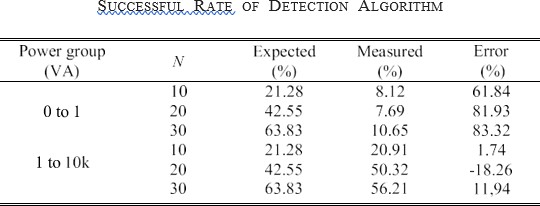 SUCCESSFUL RATE OF DETECTION ALGORITHM
Power group (VA) N Expected (%) Measured (%) Error (%)
0 to 1 10 21.28 8.12 61.84
20 42.55 7.69 81.93
30 63.83 10.65 83.32
1 to 10k 10 21.28 20.91 1.74
20 42.55 50.32 -18.26
30 63.83 56.21 11,94